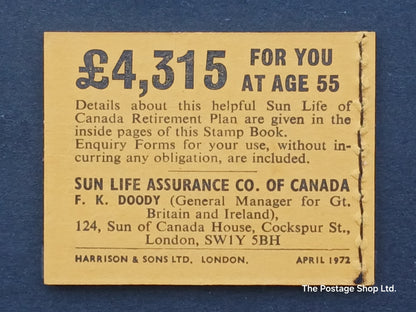 £4,315 FOR YOU
AT AGE 55
Details about this helpful Sun Life of
Canada Retirement Plan are given in the
inside pages of this Stamp Book.
Enquiry Forms for your use, without in-
curring any obligation, are included.
SUN LIFE ASSURANCE CO. OF CANADA
F. K. DOODY (General Manager for Gt.
Britain and Ireland),
124, Sun of Canada House, Cockspur St.,
London, SW1Y 5BH
HARRISON & SONS LTD. LONDON. APRIL 1972
The Postage Shop Ltd.